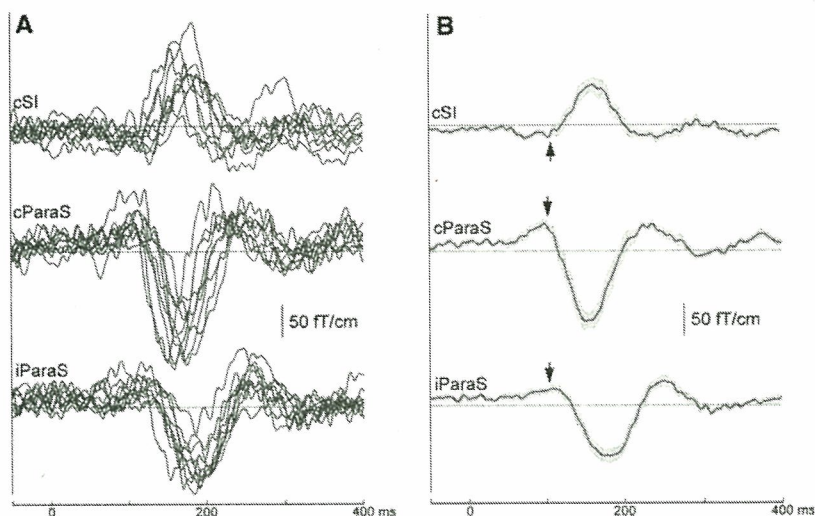 A
cSI
cParaS
50 fT/cm
iParaS
0 200 400 ms
B
cSI
cParaS
50 fT/cm
iParaS
0 200 400 ms